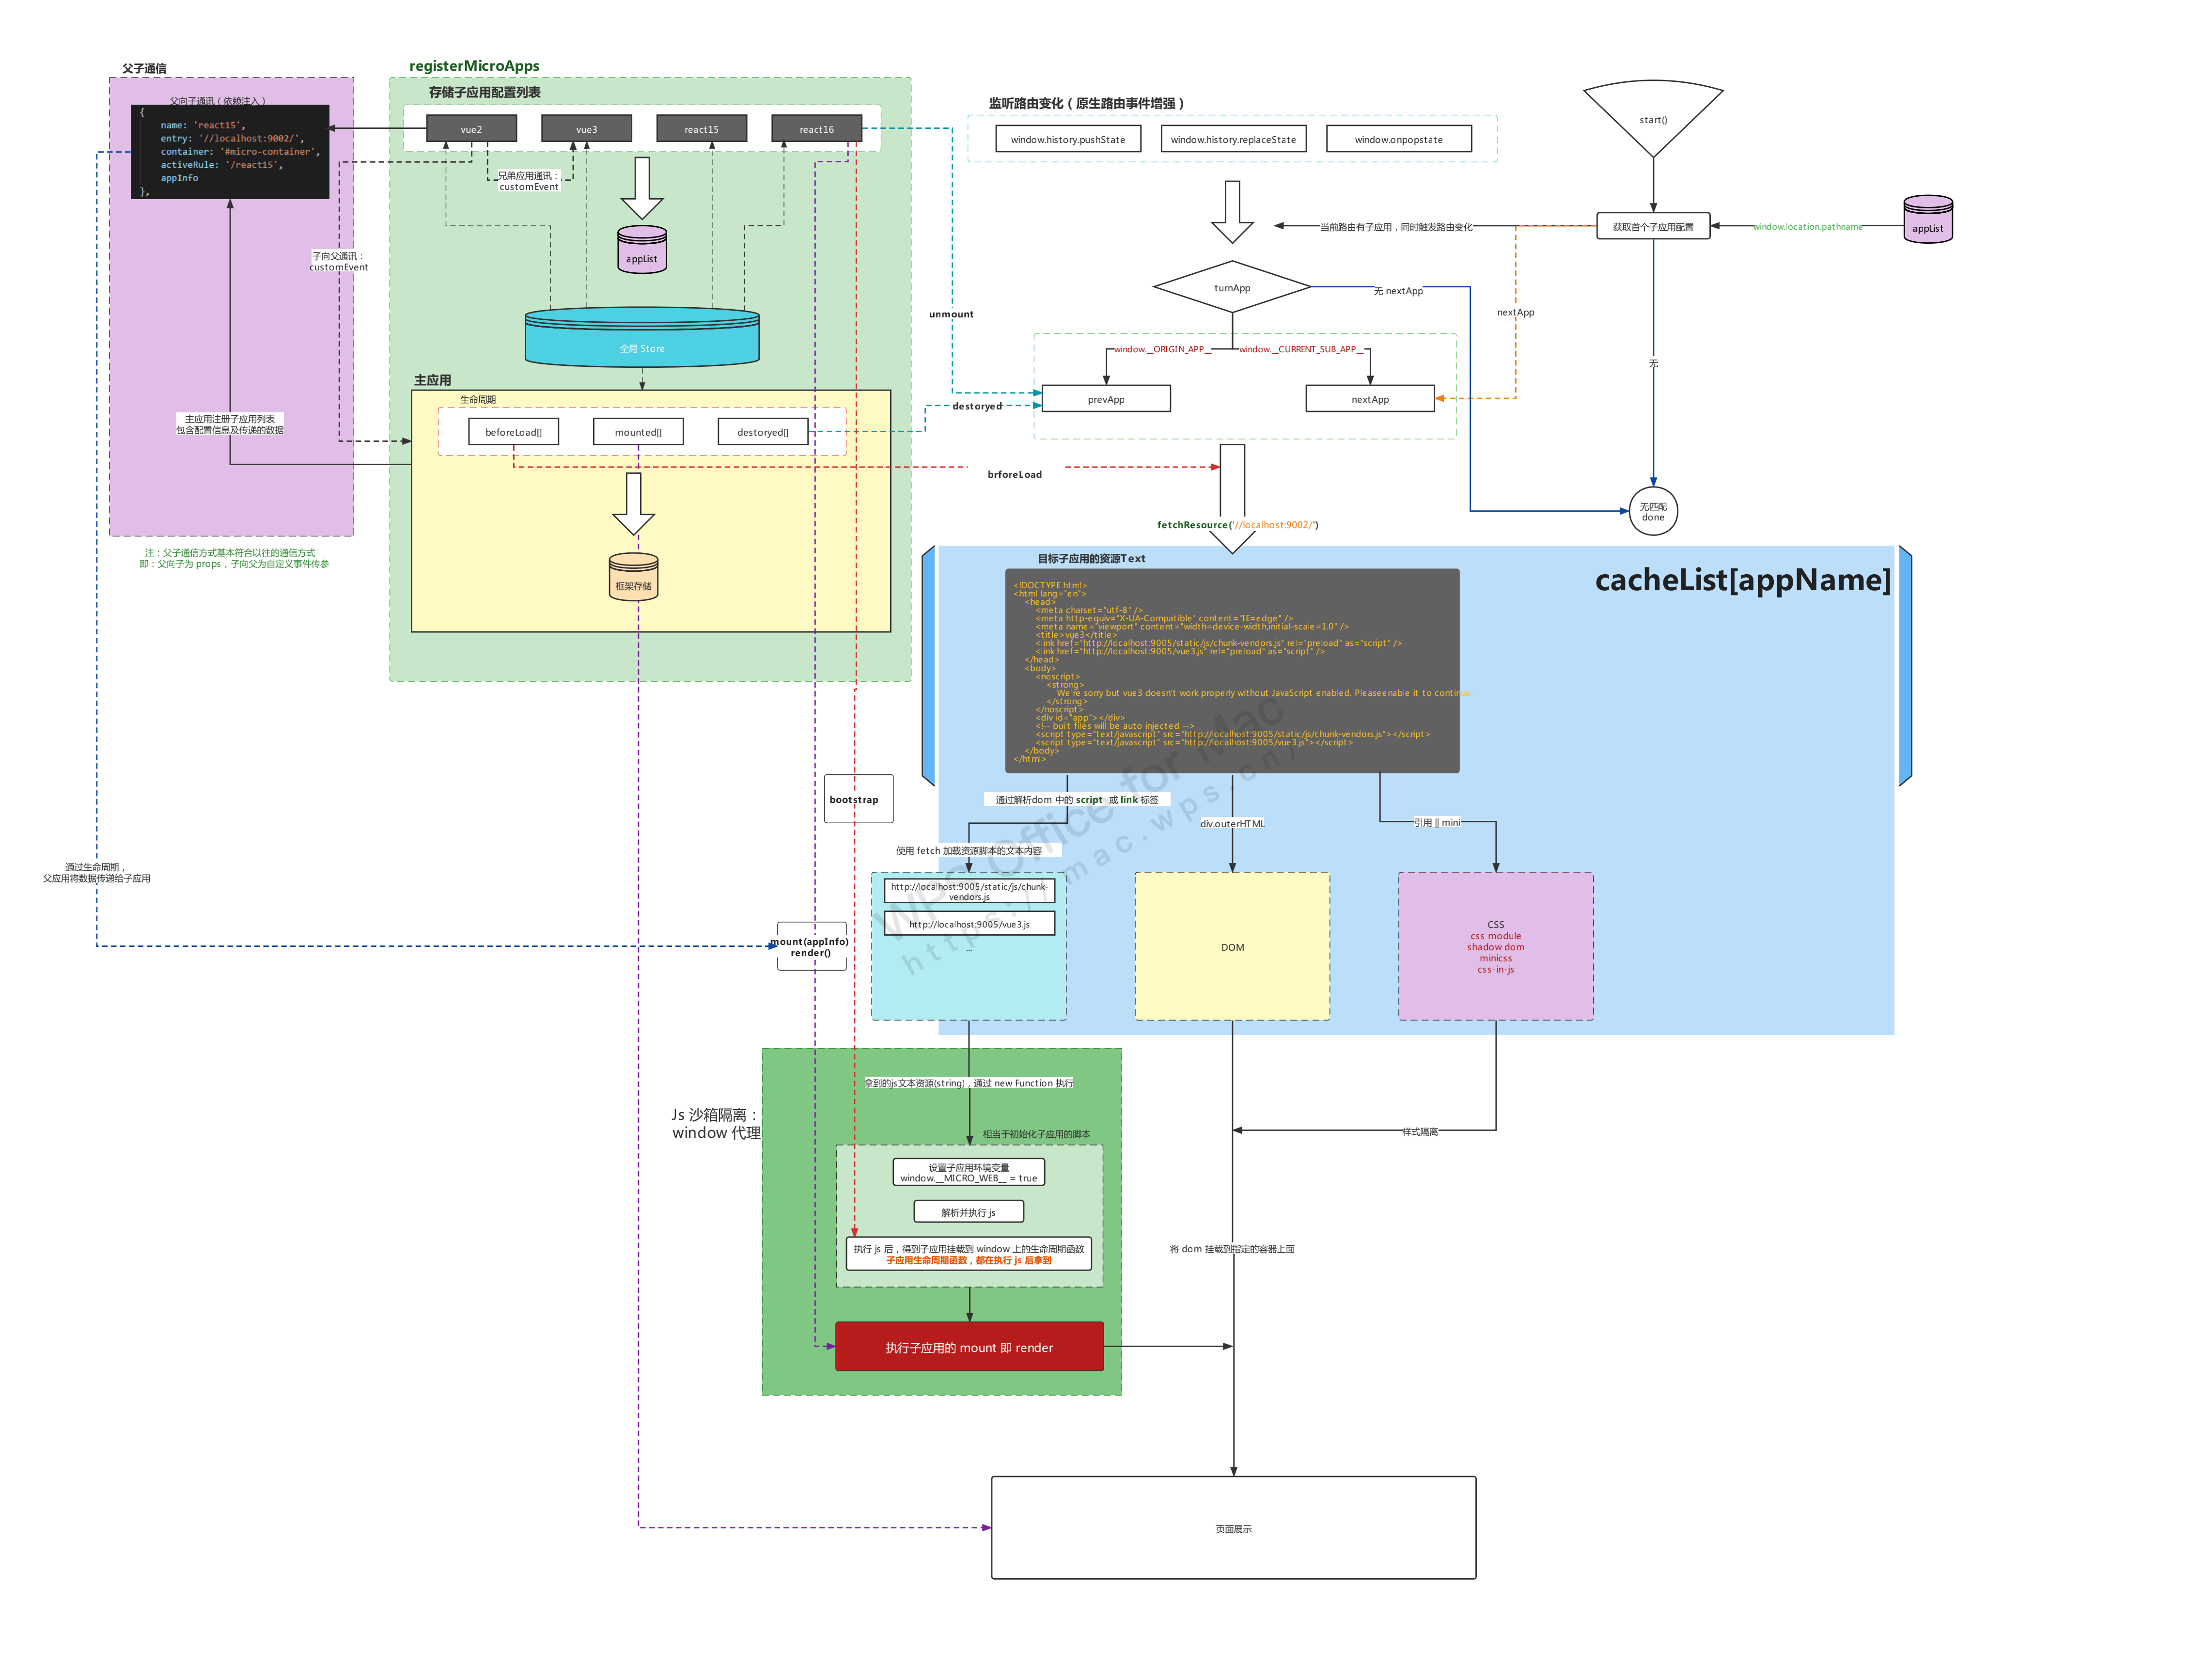 父子通信
父向子通讯（依赖注入）
{
name: 'react15',
entry: '//localhost:9002/',
container: '#micro-container',
activeRule: '/react15',
appInfo
},
子向父通讯：
customEvent
主应用注册子应用列表
包含配置信息及传递的数据
注：父子通信方式基本符合以往的通信方式
即：父向子为 props，子向父为自定义事件传参
通过生命周期，
父应用将数据传递给子应用
registerMicroApps
存储子应用配置列表
vue2
vue3
react15
react16
兄弟应用通讯：
customEvent
appList
全局 Store
主应用
生命周期
beforeLoad[]
mounted[]
destoryed[]
框架存储
unmount
destoryed
brforeLoad
监听路由变化（原生路由事件增强）
window.history.pushState
window.history.replaceState
window.onpopstate
start()
获取首个子应用配置
window.location.pathname
appList
当前路由有子应用，同时触发路由变化
turnApp
无 nextApp
nextApp
无
window.__ORIGIN_APP__
window.__CURRENT_SUB_APP__
prevApp
nextApp
无匹配
done
fetchResource('//localhost:9002/')
目标子应用的资源Text
cacheList[appName]
<!DOCTYPE html>
<html lang="en">
<head>
<meta charset="utf-8" />
<meta http-equiv="X-UA-Compatible" content="IE=edge" />
<meta name="viewport" content="width=device-width,initial-scale=1.0" />
<title>vue3</title>
<link href="http://localhost:9005/static/js/chunk-vendors.js" rel="preload" as="script" />
<link href="http://localhost:9005/vue3.js" rel="preload" as="script" />
</head>
<body>
<noscript>
<strong>
We're sorry but vue3 doesn't work properly without JavaScript enabled. Pleaseenable it to continue
</strong>
</noscript>
<div id="app"></div>
<!-- built files will be auto injected -->
<script type="text/javascript" src="http://localhost:9005/static/js/chunk-vendors.js"></script>
<script type="text/javascript" src="http://localhost:9005/vue3.js"></script>
</body>
</html>
WPS Office for Mac
https://mac.wps.cn/
bootstrap
通过解析dom 中的 script 或 link 标签
使用 fetch 加载资源脚本的文本内容
div.outerHTML
引用 || mini
http://localhost:9005/static/js/chunk-
vendors.js
http://localhost:9005/vue3.js
...
DOM
CSS
css module
shadow dom
minicss
css-in-js
mount(appInfo)
render()
Js 沙箱隔离：
window 代理
拿到的js文本资源(string)，通过 new Function 执行
相当于初始化子应用的脚本
设置子应用环境变量
window.__MICRO_WEB__ = true
解析并执行 js
执行 js 后，得到子应用挂载到 window 上的生命周期函数
子应用生命周期函数，都在执行 js 后拿到
执行子应用的 mount 即 render
样式隔离
将 dom 挂载到指定的容器上面
页面展示